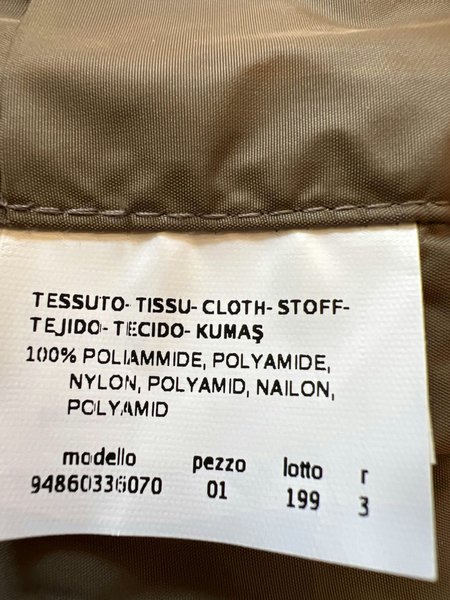 TESSUTO- TISSU- CLOTH- STOFF-
TEJIDO- TECIDO- KUMAŞ
100% POLIAMMIDE, POLYAMIDE,
NYLON, POLYAMID, NAILON,
POLYAMID
modello pezzo lotto r
94860336070 01 199 3